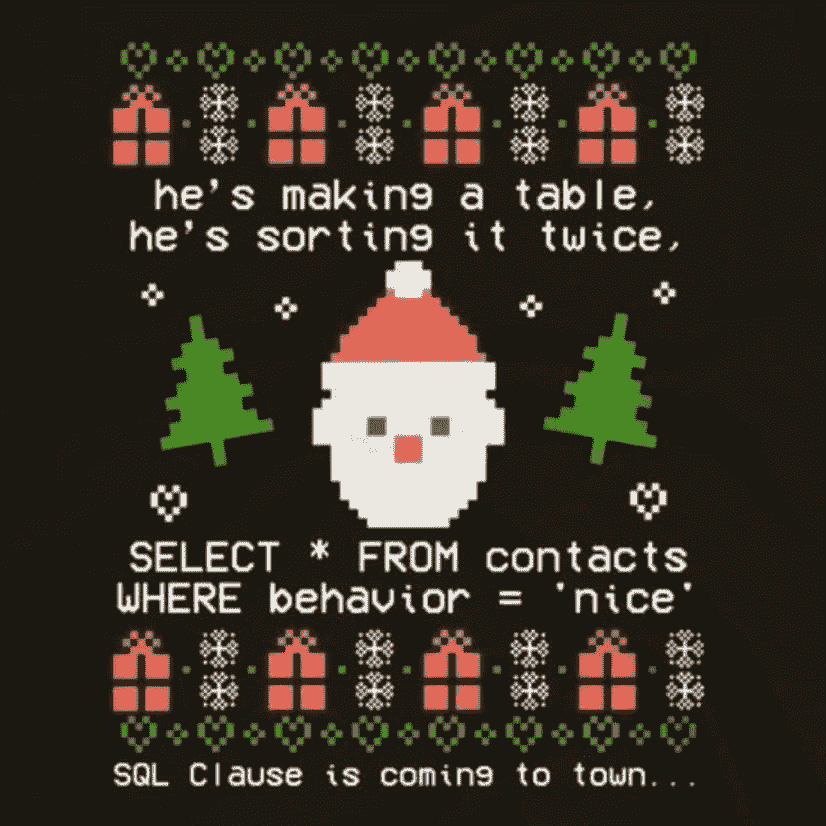 he's making a table,
he's sorting it twice,
SELECT * FROM contacts
WHERE behavior = 'nice'
SQL Clause is coming to town...